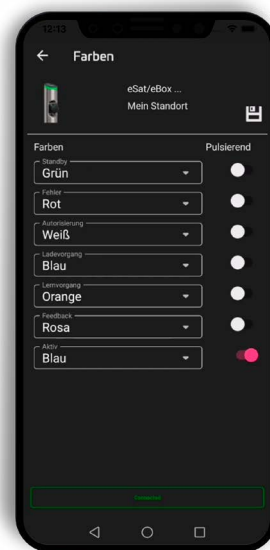 12:13
Farben
eSat/eBox ...
Mein Standort
Farben Pulsierend
Standby
Grün
Fehler
Rot
Autorisierung
Weiß
Ladevorgang
Blau
Lernvorgang
Orange
Feedback
Rosa
Aktiv
Blau
Connected